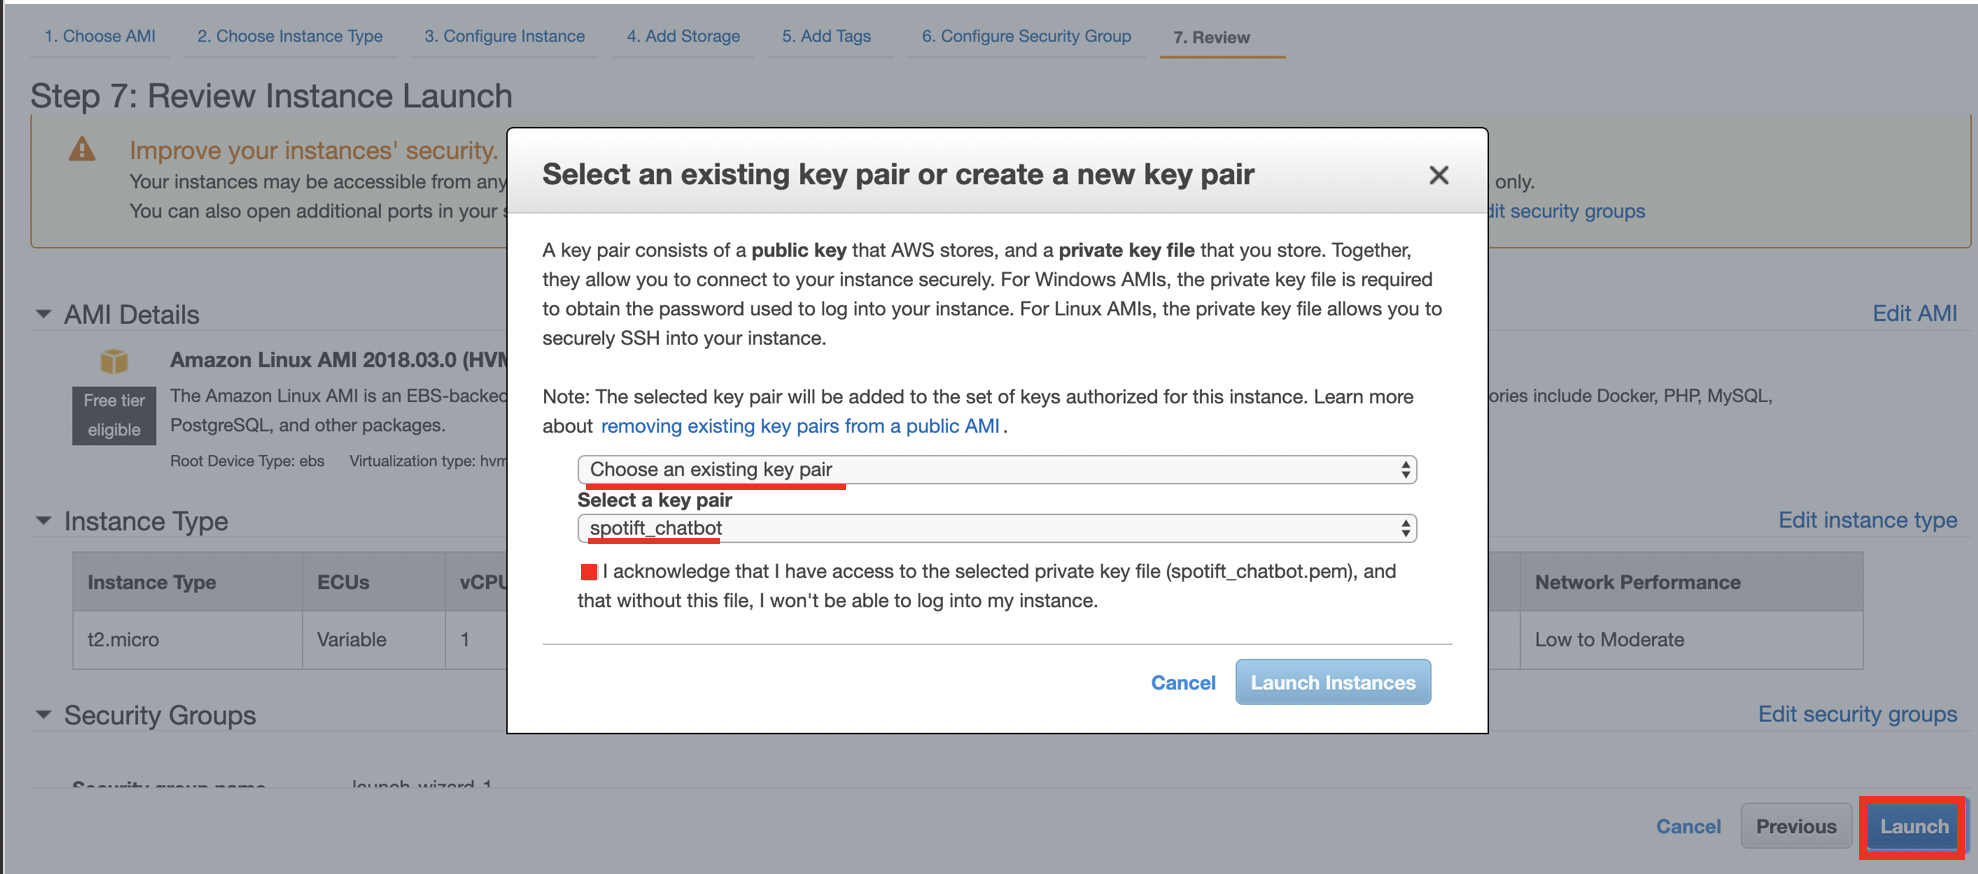 1. Choose AMI 2. Choose Instance Type 3. Configure Instance 4. Add Storage 5. Add Tags 6. Configure Security Group 7. Review
Step 7: Review Instance Launch
Improve your instances' security.
Your instances may be accessible from any
only.
You can also open additional ports in your
dit security groups
Select an existing key pair or create a new key pair
A key pair consists of a public key that AWS stores, and a private key file that you store. Together,
they allow you to connect to your instance securely. For Windows AMIs, the private key file is required
to obtain the password used to log into your instance. For Linux AMIs, the private key file allows you to
securely SSH into your instance.
Note: The selected key pair will be added to the set of keys authorized for this instance. Learn more
about removing existing key pairs from a public AMI .
Choose an existing key pair
Select a key pair
spotift_chatbot
I acknowledge that I have access to the selected private key file (spotift_chatbot.pem), and
that without this file, I won't be able to log into my instance.
Cancel Launch Instances
AMI Details
Edit AMI
Amazon Linux AMI 2018.03.0 (HVM
Free tier
eligible
The Amazon Linux AMI is an EBS-backed
ories include Docker, PHP, MySQL,
PostgreSQL, and other packages.
Root Device Type: ebs Virtualization type: hvm
Instance Type
Edit instance type
Instance Type ECUs vCPU Network Performance
t2.micro Variable 1 Low to Moderate
Security Groups
Edit security groups
Security group name launch-wizard-1
Cancel Previous Launch